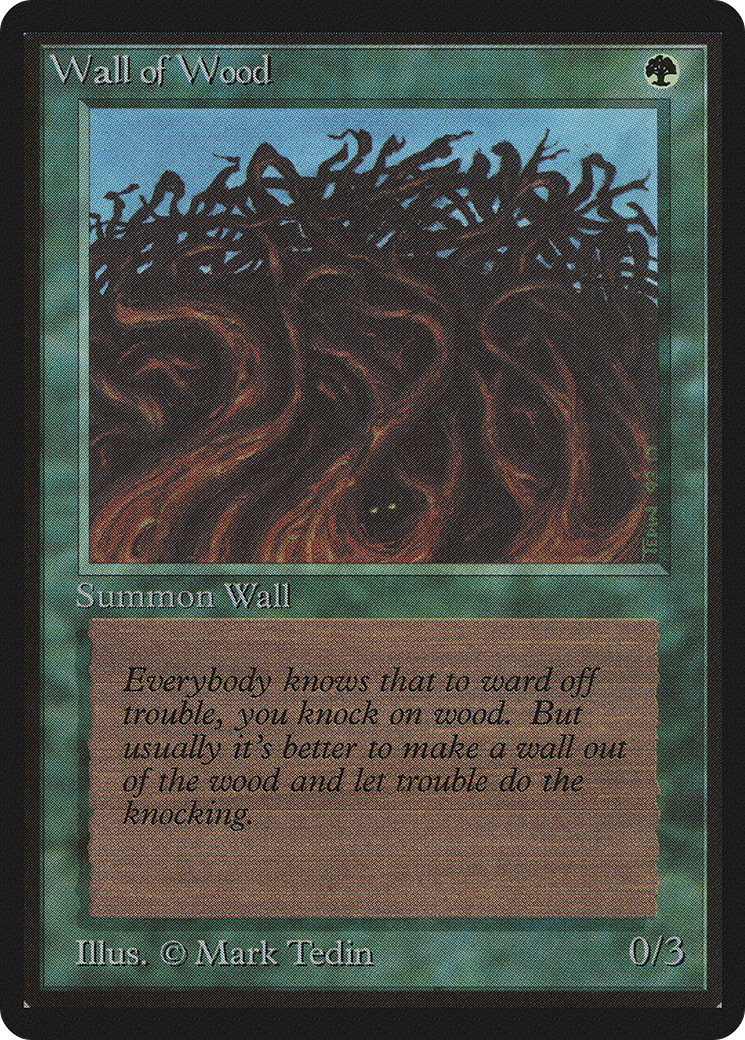 Wall of Wood
TEDIN 93
Summon Wall
Everybody knows that to ward off
trouble, you knock on wood. But
usually it's better to make a wall out
of the wood and let trouble do the
knocking.
Illus. © Mark Tedin
0/3